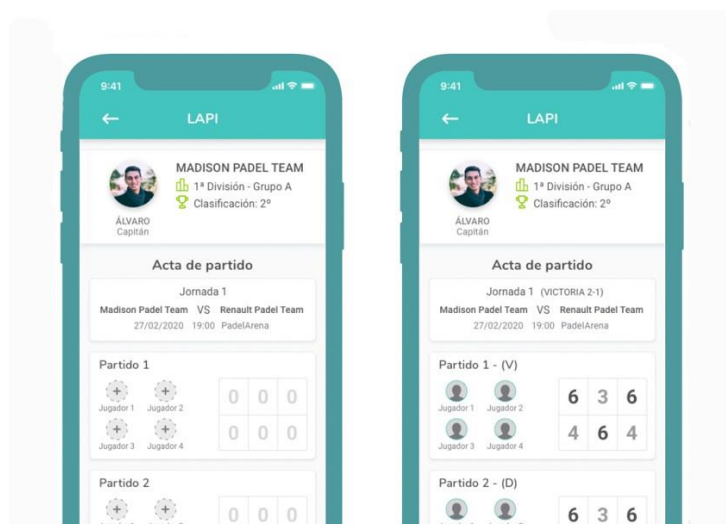 9:41
LAPI
MADISON PADEL TEAM
1ª División - Grupo A
Clasificación: 2º
ÁLVARO
Capitán
Acta de partido
Jornada 1
Madison Padel Team VS Renault Padel Team
27/02/2020 19:00 PadelArena
Partido 1
Jugador 1 Jugador 2
0 0 0
Jugador 3 Jugador 4
0 0 0
Partido 2
0 0 0
9:41
LAPI
MADISON PADEL TEAM
1ª División - Grupo A
Clasificación: 2º
ÁLVARO
Capitán
Acta de partido
Jornada 1 (VICTORIA 2-1)
Madison Padel Team VS Renault Padel Team
27/02/2020 19:00 PadelArena
Partido 1 - (V)
Jugador 1 Jugador 2
6 3 6
Jugador 3 Jugador 4
4 6 4
Partido 2 - (D)
6 3 6